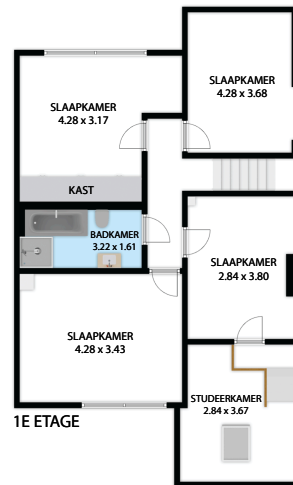 SLAAPKAMER
4.28 x 3.68
SLAAPKAMER
4.28 x 3.17
KAST
BADKAMER
3.22 x 1.61
SLAAPKAMER
2.84 x 3.80
SLAAPKAMER
4.28 x 3.43
STUDEERKAMER
2.84 x 3.67
1E ETAGE